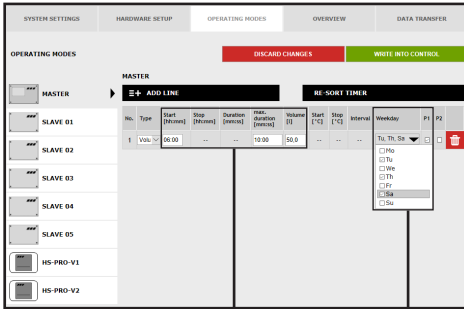 SYSTEM SETTINGS HARDWARE SETUP OPERATING MODES OVERVIEW DATA TRANSFER
OPERATING MODES DISCARD CHANGES WRITE INTO CONTROL
MASTER
MASTER ADD LINE RE-SORT TIMER
SLAVE 01
No. Type Start [hh:mm] Stop [hh:mm] Duration [mm:ss] max. duration [mm:ss] Volume [l] Start [°C] Stop [°C] Interval Weekday P1 P2
1 Volu 06:00 -- -- 10:00 50,0 -- -- -- Tu, Th, Sa
SLAVE 02
Mo
Tu
We
SLAVE 03
Th
Fr
Sa
Su
SLAVE 04
SLAVE 05
HS-PRO-V1
HS-PRO-V2